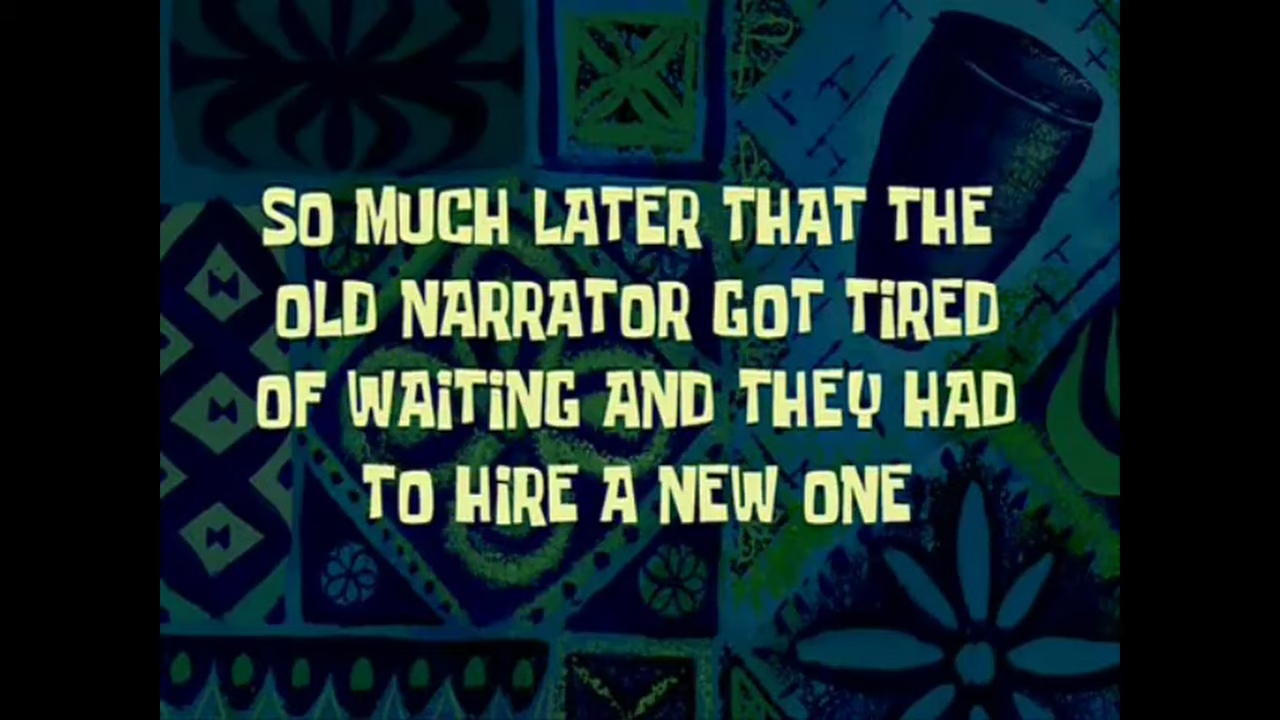 SO MUCH LATER THAT THE
OLD NARRATOR GOT TIRED
OF WAITING AND THEY HAD
TO HIRE A NEW ONE